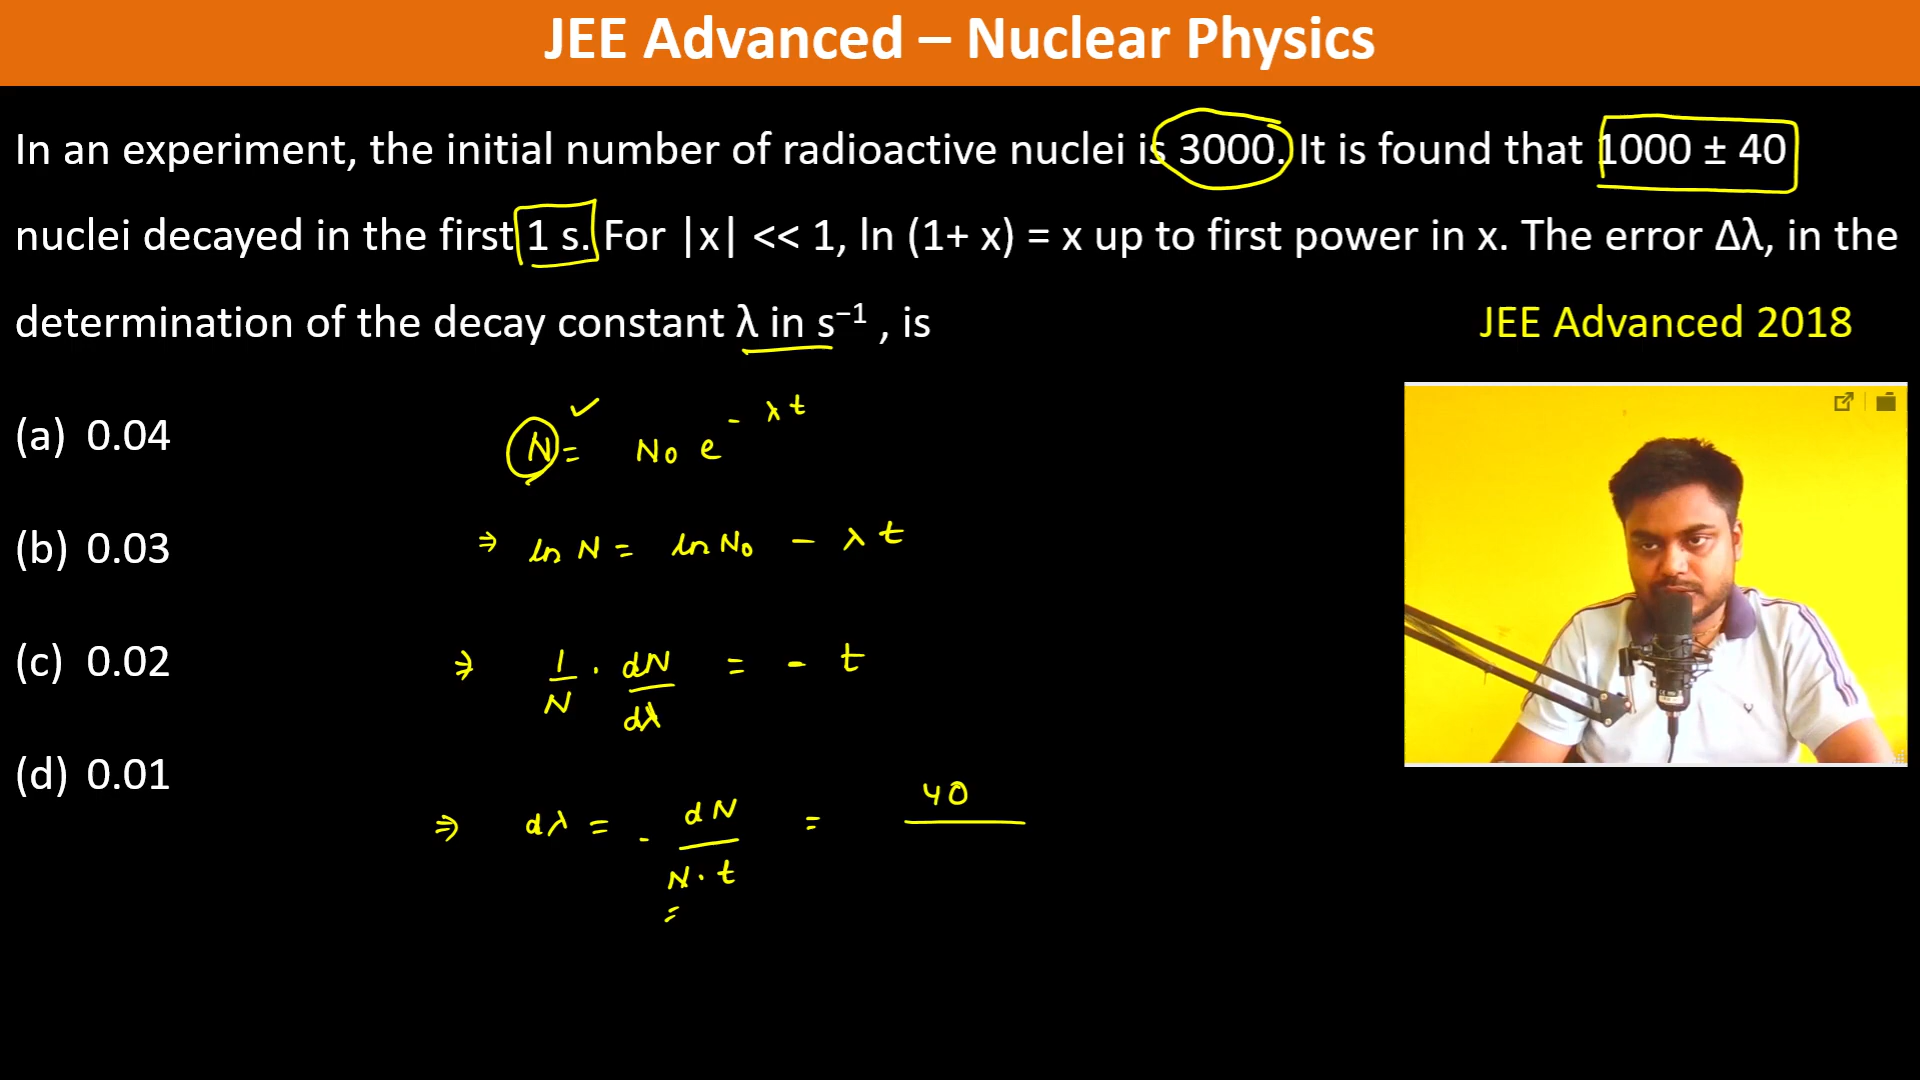 JEE Advanced – Nuclear Physics
In an experiment, the initial number of radioactive nuclei is 3000. It is found that 1000 ± 40
nuclei decayed in the first 1 s. For |x| << 1, ln (1+ x) = x up to first power in x. The error Δλ, in the
determination of the decay constant λ in s⁻¹ , is
JEE Advanced 2018
(a) 0.04
N = N₀ e^(-λt)
(b) 0.03
⇒ ln N = ln N₀ - λt
(c) 0.02
⇒ 1/N · dN/dλ = - t
(d) 0.01
⇒ dλ = - dN/(N·t) = 40
=